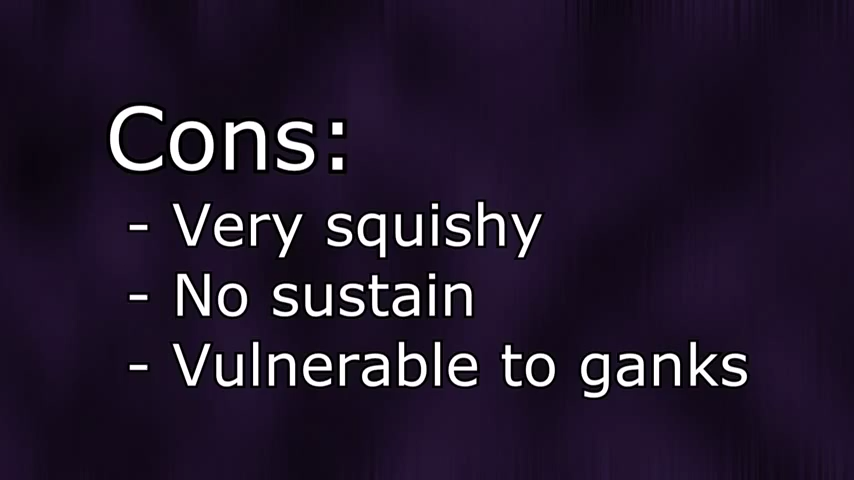 Cons:
- Very squishy
- No sustain
- Vulnerable to ganks